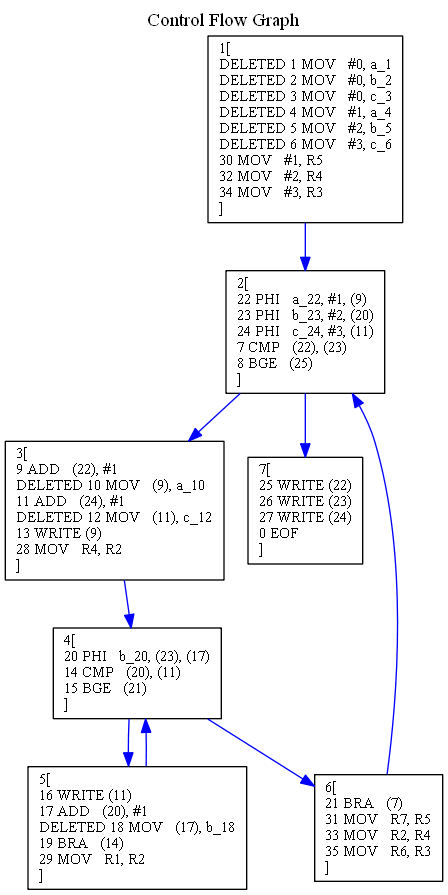 Control Flow Graph
1[
DELETED 1 MOV #0, a_1
DELETED 2 MOV #0, b_2
DELETED 3 MOV #0, c_3
DELETED 4 MOV #1, a_4
DELETED 5 MOV #2, b_5
DELETED 6 MOV #3, c_6
30 MOV #1, R5
32 MOV #2, R4
34 MOV #3, R3
]
2[
22 PHI a_22, #1, (9)
23 PHI b_23, #2, (20)
24 PHI c_24, #3, (11)
7 CMP (22), (23)
8 BGE (25)
]
3[
9 ADD (22), #1
DELETED 10 MOV (9), a_10
11 ADD (24), #1
DELETED 12 MOV (11), c_12
13 WRITE (9)
28 MOV R4, R2
]
7[
25 WRITE (22)
26 WRITE (23)
27 WRITE (24)
0 EOF
]
4[
20 PHI b_20, (23), (17)
14 CMP (20), (11)
15 BGE (21)
]
5[
16 WRITE (11)
17 ADD (20), #1
DELETED 18 MOV (17), b_18
19 BRA (14)
29 MOV R1, R2
]
6[
21 BRA (7)
31 MOV R7, R5
33 MOV R2, R4
35 MOV R6, R3
]